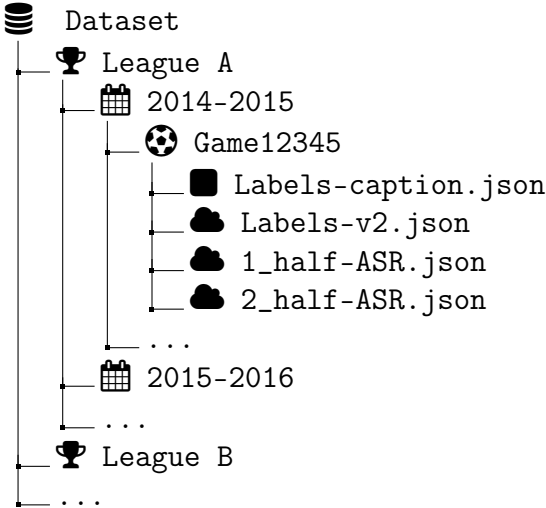 Dataset
League A
2014-2015
Game12345
Labels-caption.json
Labels-v2.json
1_half-ASR.json
2_half-ASR.json
...
2015-2016
...
League B
...